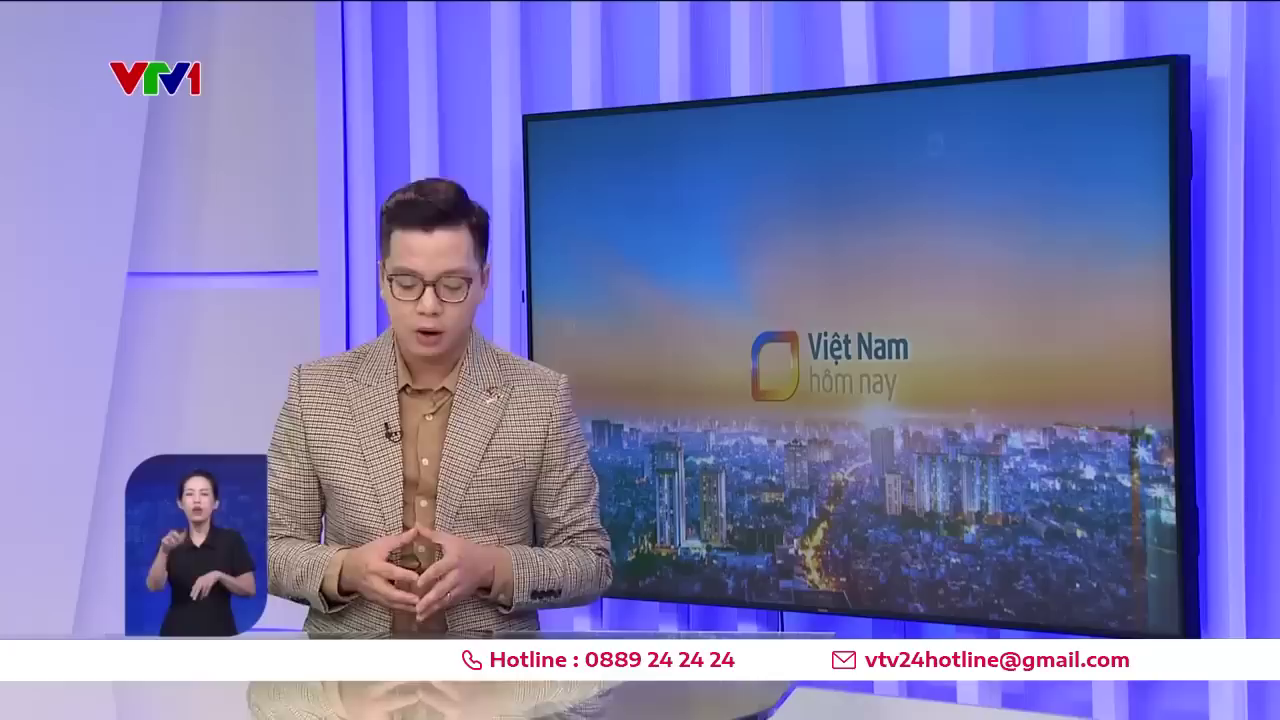 VTV1
Việt Nam
hôm nay
Hotline : 0889 24 24 24
vtv24hotline@gmail.com